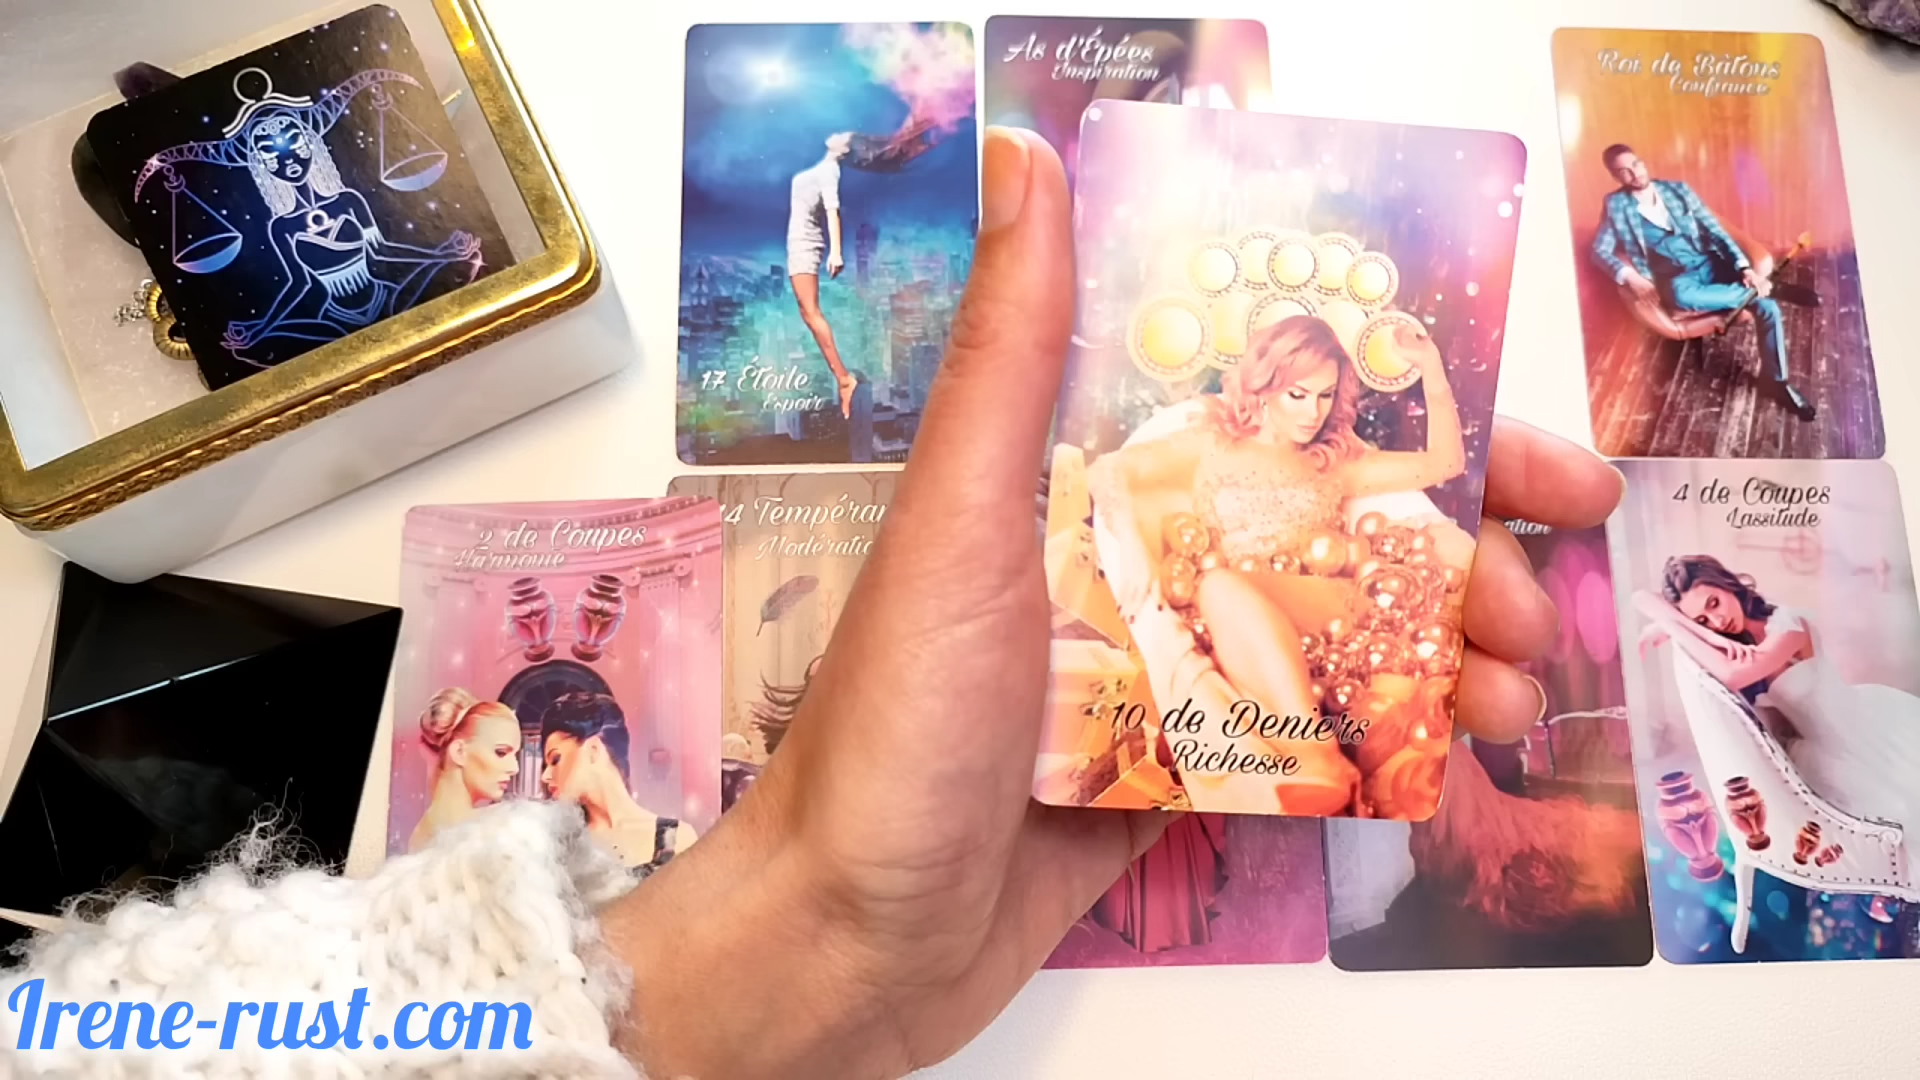 As d'Épées
Inspiration
Roi de Bâtons
Confiance
17 Étoile
Espoir
2 de Coupes
Harmonie
14
4 de Coupes
Lassitude
10 de Deniers
Richesse
Irene-rust.com